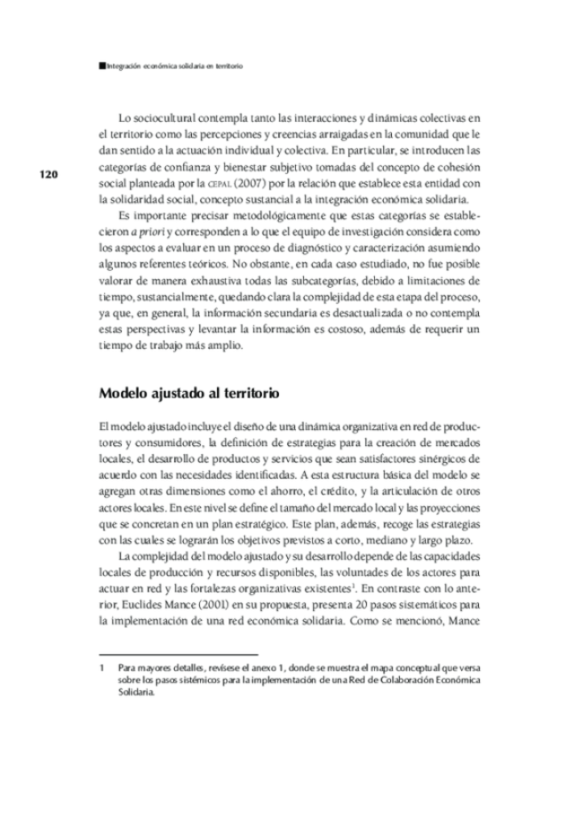 Integración económica solidaria en territorio
Lo sociocultural contempla tanto las interacciones y dinámicas colectivas en
el territorio como las percepciones y creencias arraigadas en la comunidad que le
dan sentido a la actuación individual y colectiva. En particular, se introducen las
categorías de confianza y bienestar subjetivo tomadas del concepto de cohesión
120
social planteada por la CEPAL (2007) por la relación que establece esta entidad con
la solidaridad social, concepto sustancial a la integración económica solidaria.
Es importante precisar metodológicamente que estas categorías se estable-
cieron a priori y corresponden a lo que el equipo de investigación considera como
los aspectos a evaluar en un proceso de diagnóstico y caracterización asumiendo
algunos referentes teóricos. No obstante, en cada caso estudiado, no fue posible
valorar de manera exhaustiva todas las subcategorías, debido a limitaciones de
tiempo, sustancialmente, quedando clara la complejidad de esta etapa del proceso,
ya que, en general, la información secundaria es desactualizada o no contempla
estas perspectivas y levantar la información es costoso, además de requerir un
tiempo de trabajo más amplio.
Modelo ajustado al territorio
El modelo ajustado incluye el diseño de una dinámica organizativa en red de produc-
tores y consumidores, la definición de estrategias para la creación de mercados
locales, el desarrollo de productos y servicios que sean satisfactores sinérgicos de
acuerdo con las necesidades identificadas. A esta estructura básica del modelo se
agregan otras dimensiones como el ahorro, el crédito, y la articulación de otros
actores locales. En este nivel se define el tamaño del mercado local y las proyecciones
que se concretan en un plan estratégico. Este plan, además, recoge las estrategias
con las cuales se lograrán los objetivos previstos a corto, mediano y largo plazo.
La complejidad del modelo ajustado y su desarrollo depende de las capacidades
locales de producción y recursos disponibles, las voluntades de los actores para
actuar en red y las fortalezas organizativas existentes1. En contraste con lo ante-
rior, Euclides Mance (2001) en su propuesta, presenta 20 pasos sistemáticos para
la implementación de una red económica solidaria. Como se mencionó, Mance
1 Para mayores detalles, revísese el anexo 1, donde se muestra el mapa conceptual que versa
sobre los pasos sistémicos para la implementación de una Red de Colaboración Económica
Solidaria.